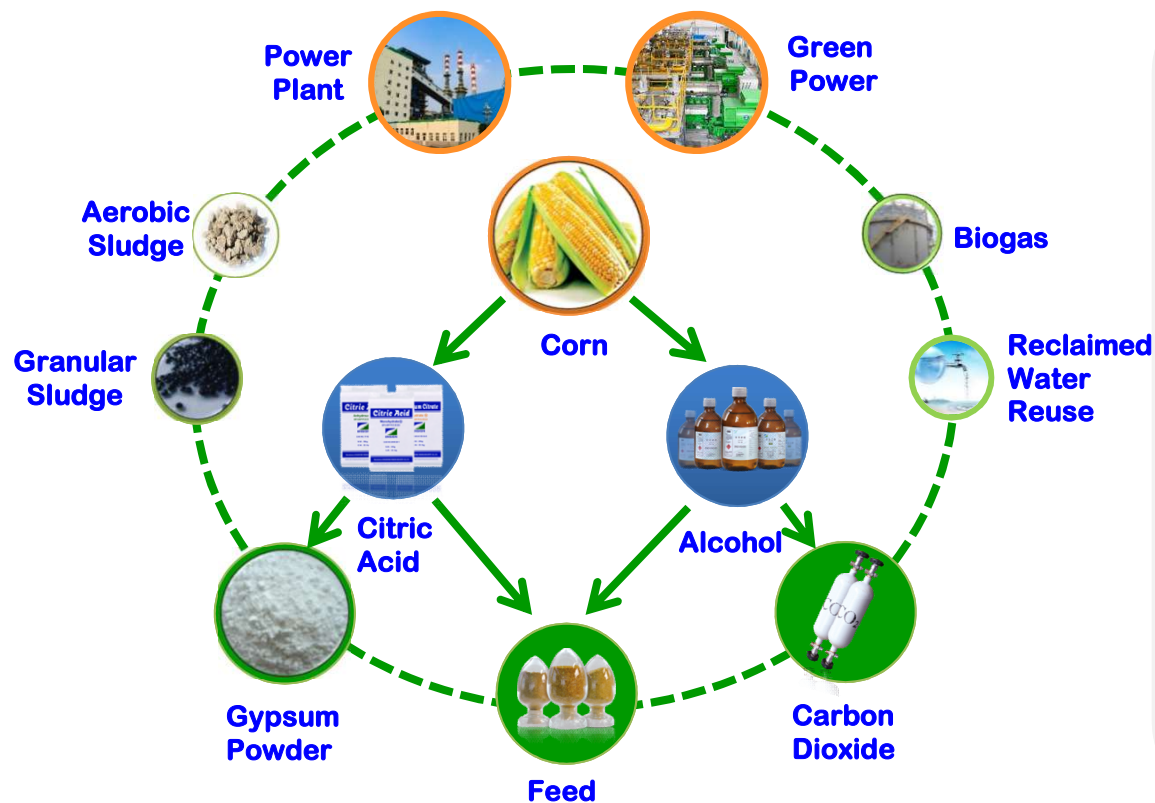 Power
Plant
Green
Power
Aerobic
Sludge
Biogas
Corn
Granular
Sludge
Reclaimed
Water
Reuse
Citric Acid
Citric
Acid
Alcohol
Gypsum
Powder
Carbon
Dioxide
Feed